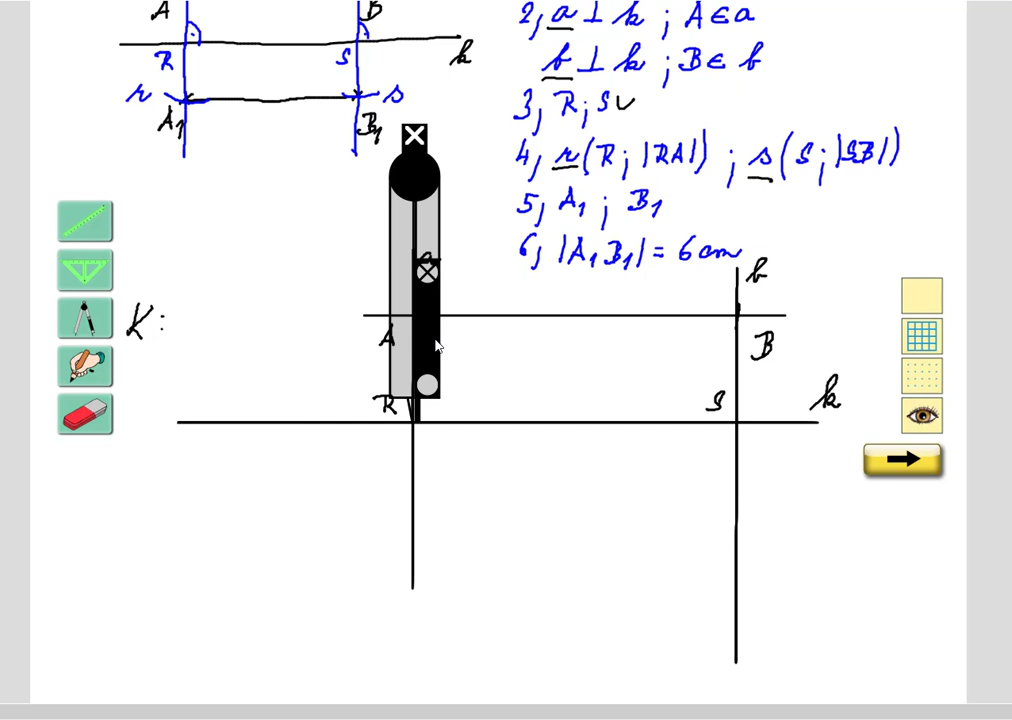 A B
R S k
r s
A₁ B₁
2, a ⊥ k ; A ∈ a
b ⊥ k ; B ∈ b
3, R ; S
4, r (R ; |RA|) ; s (S ; |SB|)
5, A₁ ; B₁
6, |A₁B₁| = 6 cm
b
K:
A B
R S k